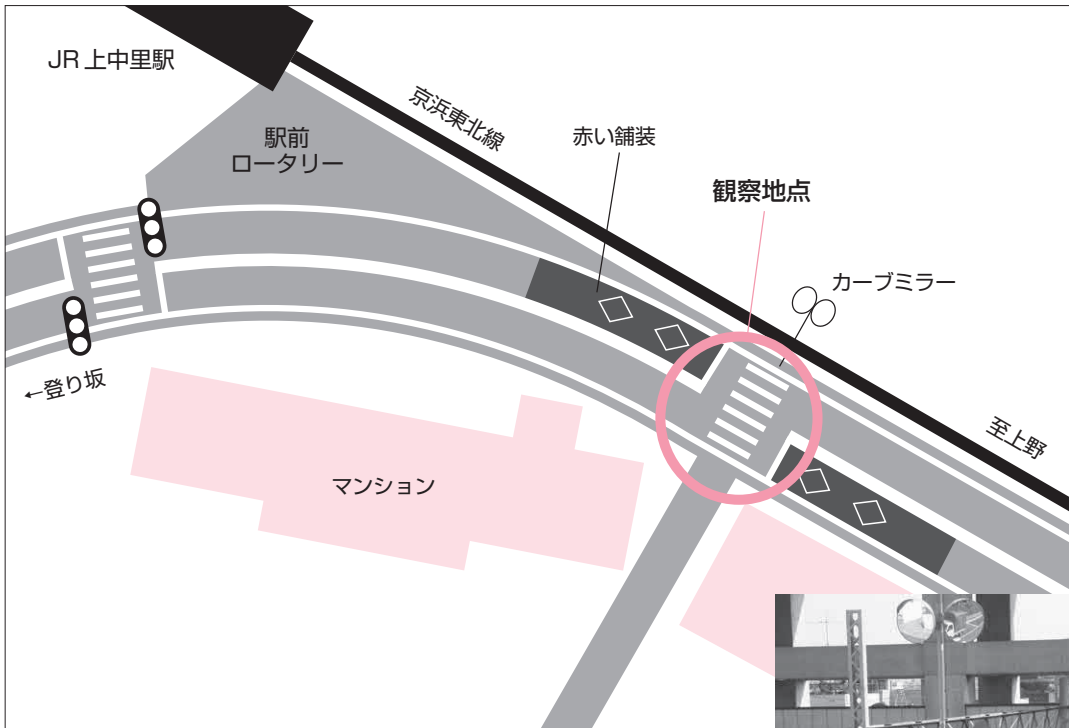 JR 上中里駅
京浜東北線
駅前
ロータリー
赤い舗装
観察地点
カーブミラー
←登り坂
マンション
至上野